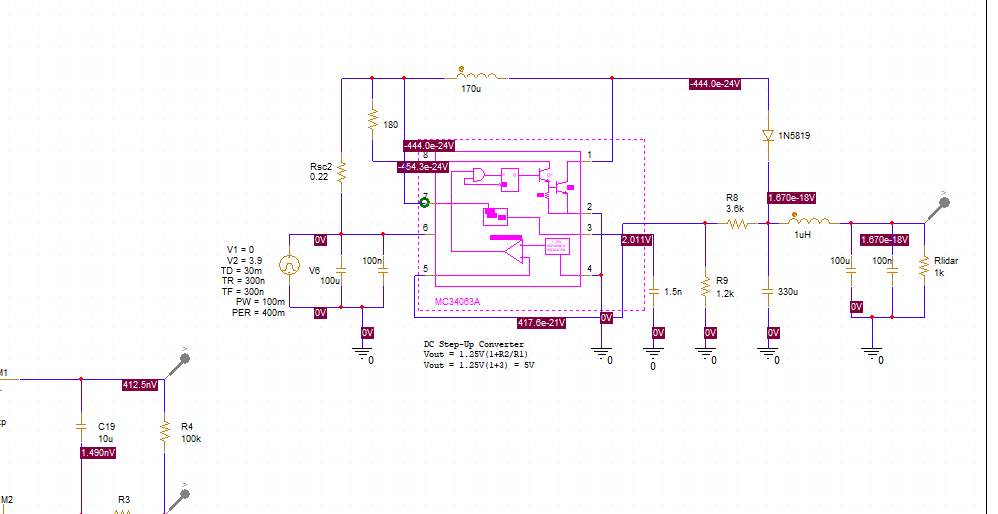 170u
-444.0e-24V
180
1N5819
-444.0e-24V
8
1
-454.3e-24V
Rsc2
0.22
7
1.670e-18V
R8
3.6k
>
2
6
3
0V
2.011V
1uH
1.670e-18V
V1 = 0
V2 = 3.9
TD = 30m
TR = 300n
TF = 300n
PW = 100m
PER = 400m
V6
100u
100n
5
4
1.5n
R9
1.2k
330u
100u
100n
Rlidar
1k
MC34063A
0V
417.6e-21V
0V
0V
0V
0V
0V
0V
0
0
0
0
0
0
DC Step-Up Converter
Vout = 1.25V(1+R2/R1)
Vout = 1.25V(1+3) = 5V
>
M1
412.5nV
C19
10u
R4
100k
1.490nV
M2
R3
>